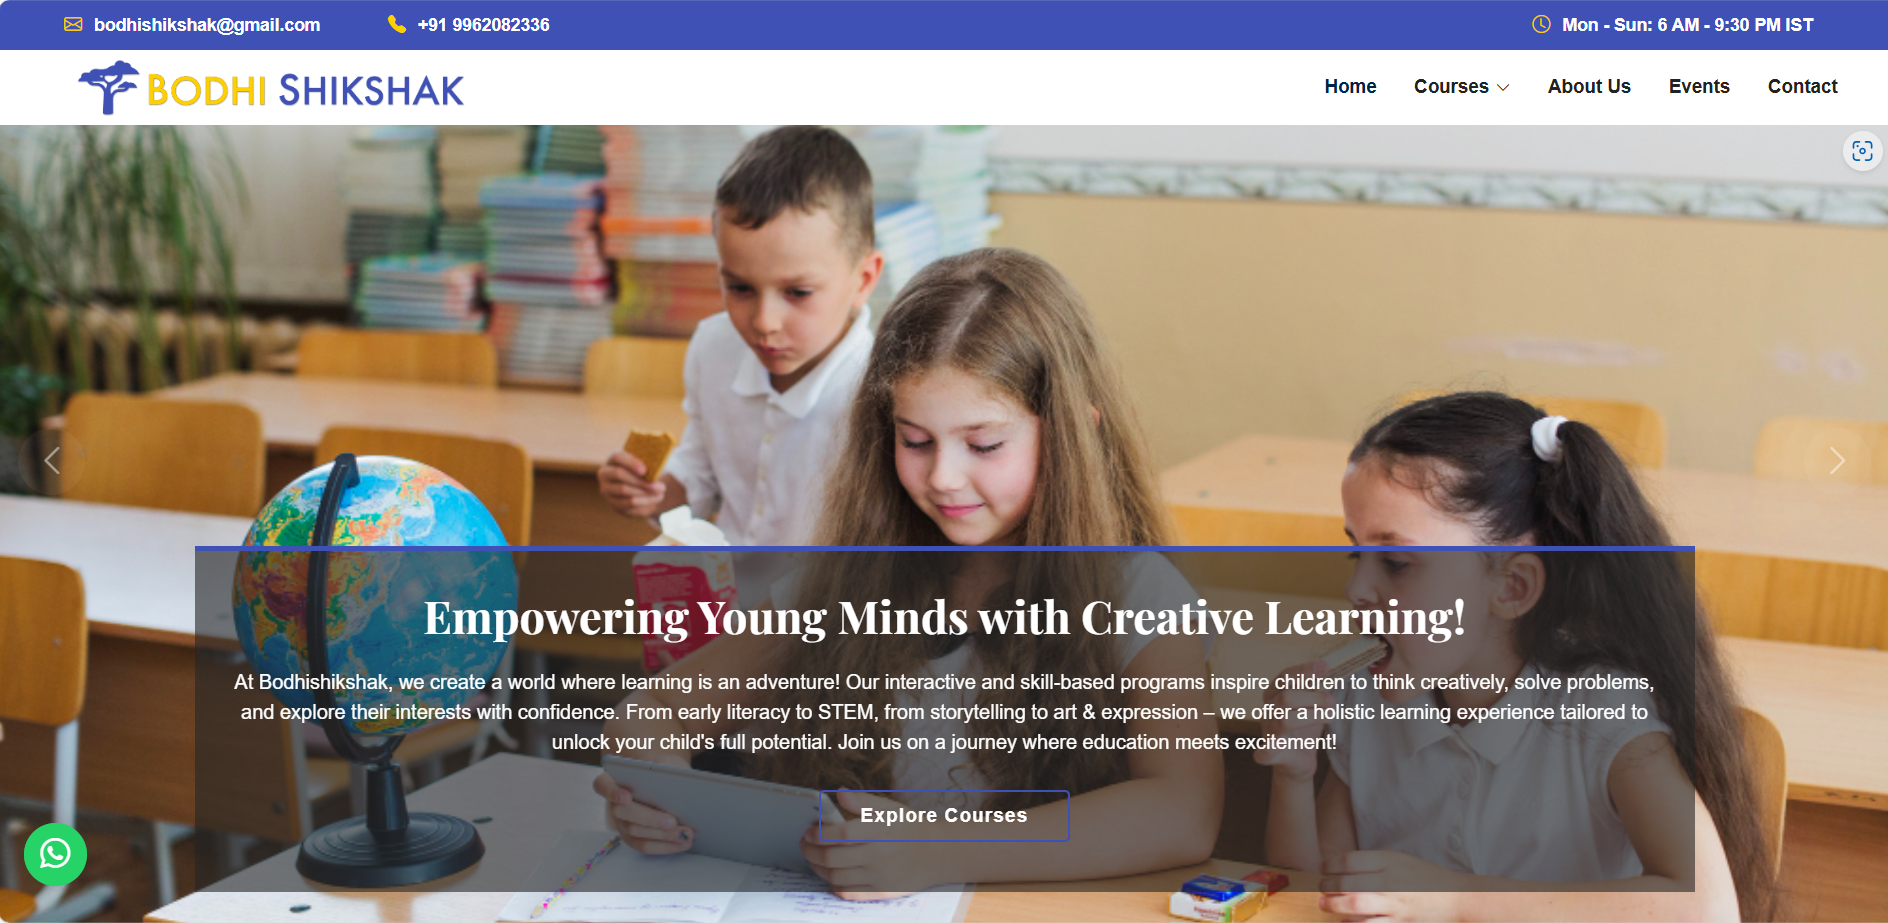 bodhishikshak@gmail.com
+91 9962082336
Mon - Sun: 6 AM - 9:30 PM IST
BODHI SHIKSHAK
Home
Courses
About Us
Events
Contact
Empowering Young Minds with Creative Learning!
At Bodhishikshak, we create a world where learning is an adventure! Our interactive and skill-based programs inspire children to think creatively, solve problems,
and explore their interests with confidence. From early literacy to STEM, from storytelling to art & expression – we offer a holistic learning experience tailored to
unlock your child's full potential. Join us on a journey where education meets excitement!
Explore Courses